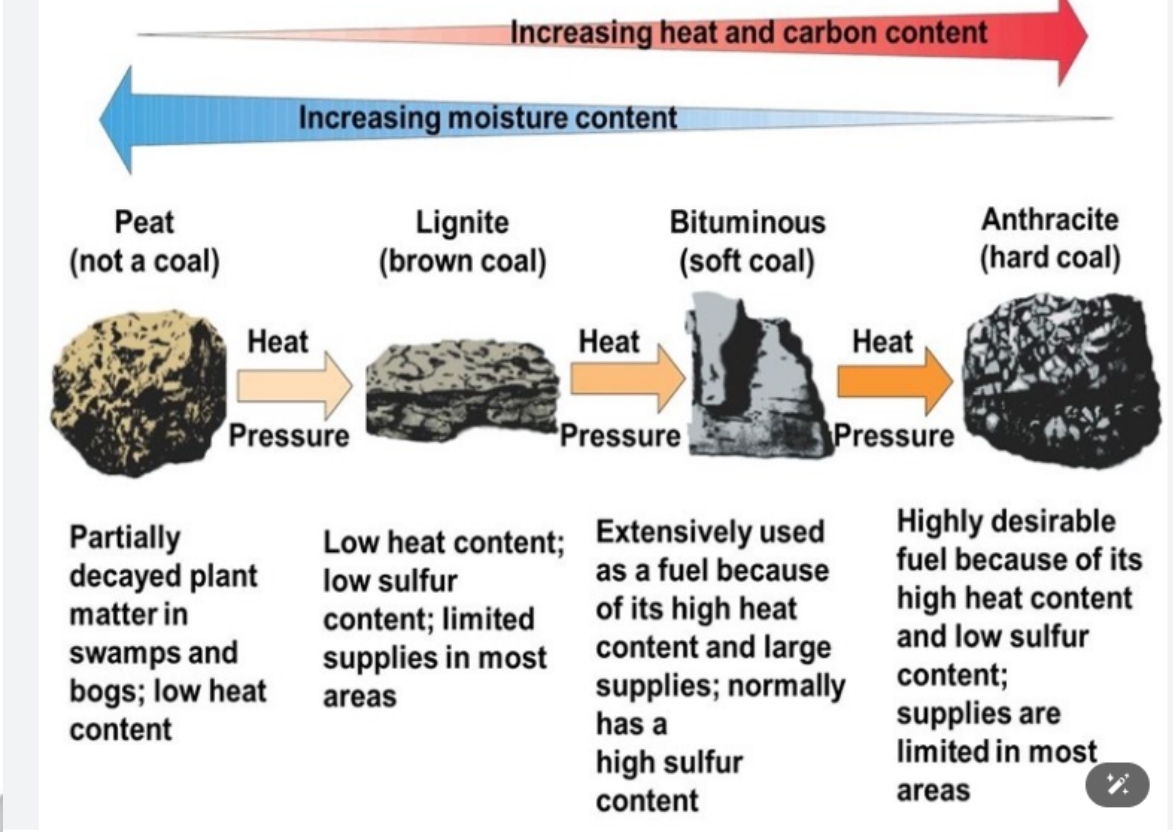 Increasing heat and carbon content
Increasing moisture content
Peat
(not a coal)
Lignite
(brown coal)
Bituminous
(soft coal)
Anthracite
(hard coal)
Heat
Pressure
Heat
Pressure
Heat
Pressure
Partially
decayed plant
matter in
swamps and
bogs; low heat
content
Low heat content;
low sulfur
content; limited
supplies in most
areas
Extensively used
as a fuel because
of its high heat
content and large
supplies; normally
has a
high sulfur
content
Highly desirable
fuel because of its
high heat content
and low sulfur
content;
supplies are
limited in most
areas